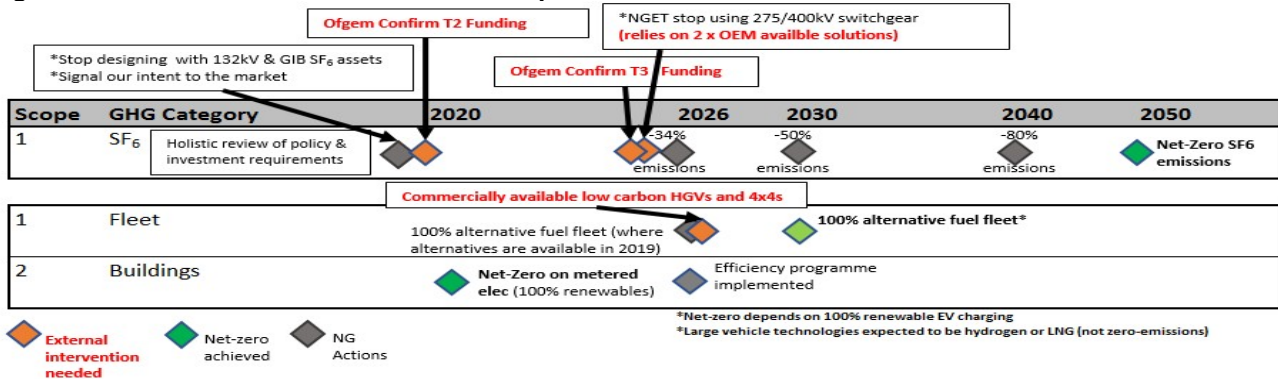 Ofgem Confirm T2 Funding
*NGET stop using 275/400kV switchgear
(relies on 2 x OEM availble solutions)
*Stop designing with 132kV & GIB SF6 assets
*Signal our intent to the market
Ofgem Confirm T3 Funding
Scope GHG Category 2020 2026 2030 2040 2050
1 SF6
Holistic review of policy &
investment requirements
-34%
emissions
-50%
emissions
-80%
emissions
Net-Zero SF6
emissions
Commercially available low carbon HGVs and 4x4s
1 Fleet
100% alternative fuel fleet (where
alternatives are available in 2019)
100% alternative fuel fleet*
2 Buildings
Net-Zero on metered
elec (100% renewables)
Efficiency programme
implemented
*Net-zero depends on 100% renewable EV charging
*Large vehicle technologies expected to be hydrogen or LNG (not zero-emissions)
External
intervention
needed
Net-zero
achieved
NG
Actions